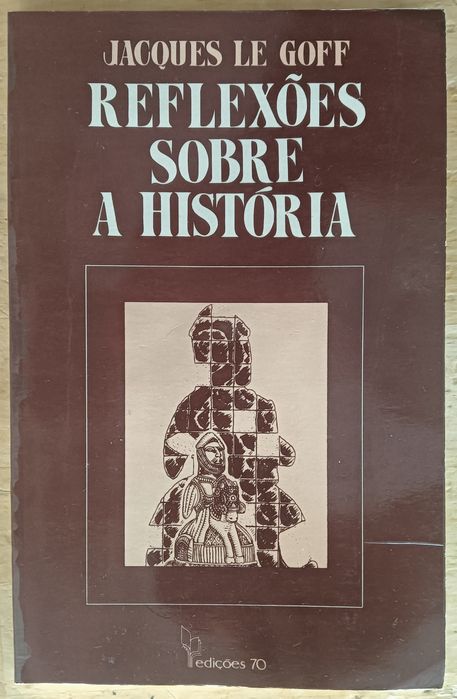 JACQUES LE GOFF
REFLEXÕES
SOBRE
A HISTÓRIA
edições 70